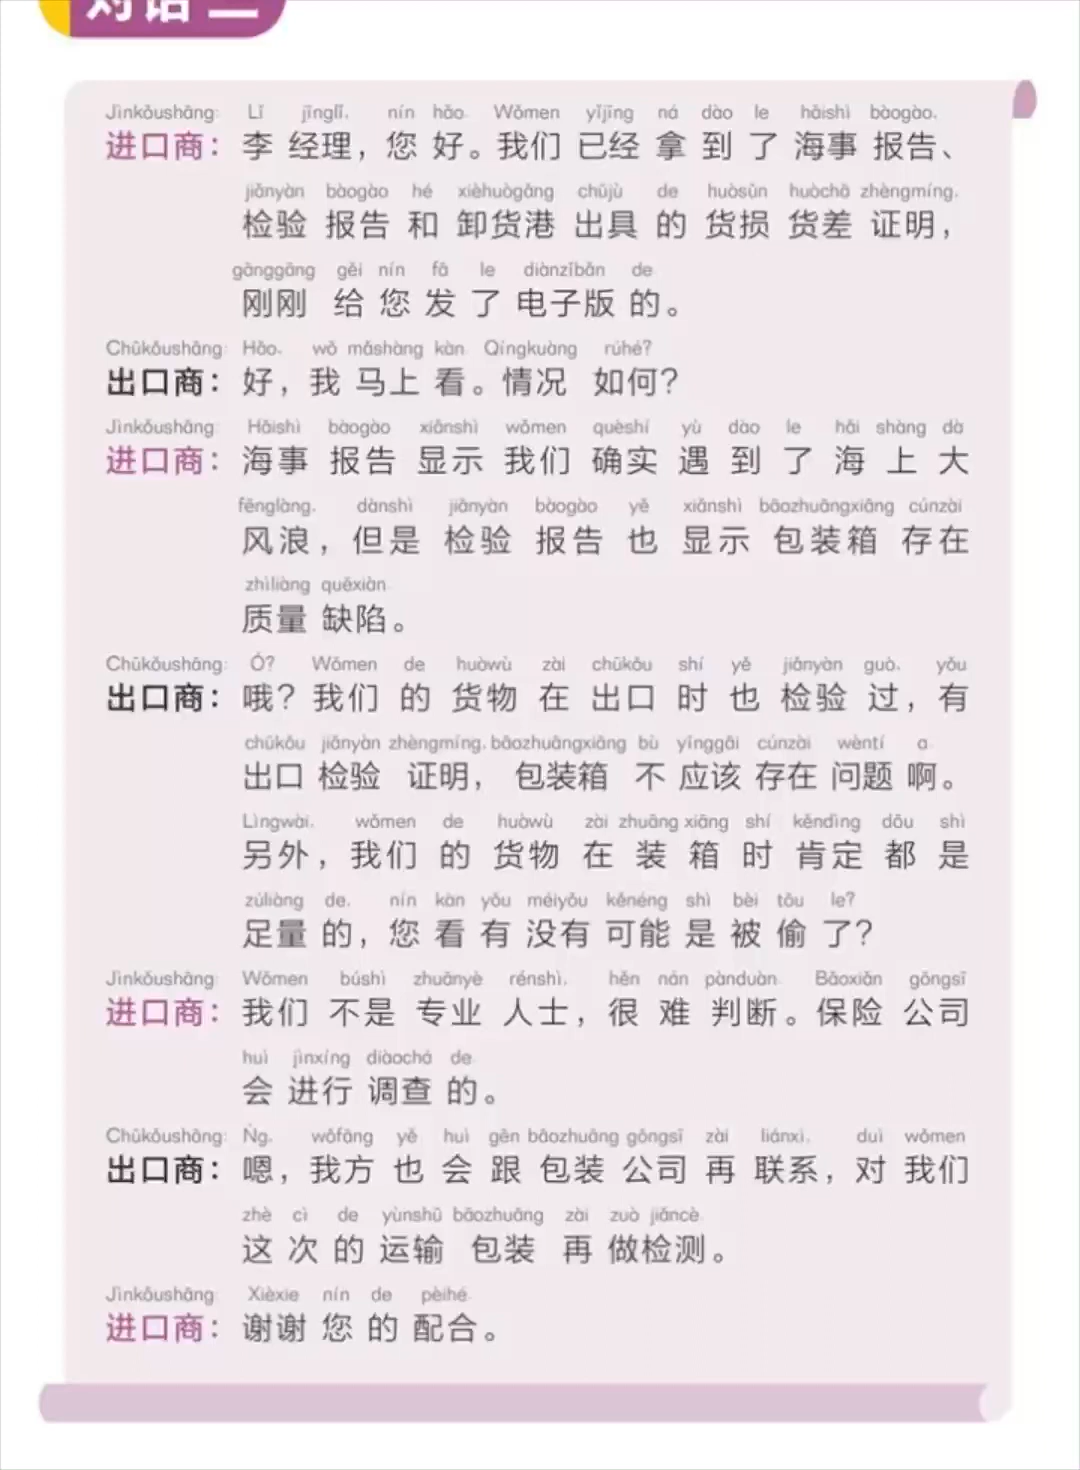 对话二
Jìnkǒushāng: Lǐ jīnglǐ, nín hǎo. Wǒmen yǐjīng ná dào le hǎishì bàogào,
进口商：李 经理，您 好。我们 已经 拿 到 了 海事 报告、
jiǎnyàn bàogào hé xièhuògǎng chūjù de huòsǔn huòchā zhèngmíng,
检验 报告 和 卸货港 出具 的 货损 货差 证明，
gānggāng gěi nín fā le diànzǐbǎn de
刚刚 给 您 发 了 电子版 的。
Chūkǒushāng: Hǎo, wǒ mǎshàng kàn Qíngkuàng rúhé?
出口商：好，我 马上 看。情况 如何？
Jìnkǒushāng: Hǎishì bàogào xiǎnshì wǒmen quèshí yù dào le hǎi shàng dà
进口商：海事 报告 显示 我们 确实 遇 到 了 海 上 大
fēnglàng, dànshì jiǎnyàn bàogào yě xiǎnshì bāozhuāngxiāng cúnzài
风浪，但是 检验 报告 也 显示 包装箱 存在
zhìliàng quēxiàn
质量 缺陷。
Chūkǒushāng: Ó? Wǒmen de huòwù zài chūkǒu shí yě jiǎnyàn guò, yǒu
出口商：哦？我们 的 货物 在 出口 时 也 检验 过，有
chūkǒu jiǎnyàn zhèngmíng, bāozhuāngxiāng bù yīnggāi cúnzài wèntí a
出口 检验 证明，包装箱 不 应该 存在 问题 啊。
Lìngwài, wǒmen de huòwù zài zhuāng xiāng shí kěndìng dōu shì
另外，我们 的 货物 在 装 箱 时 肯定 都 是
zúliàng de, nín kàn yǒu méiyǒu kěnéng shì bèi tōu le?
足量 的，您 看 有 没有 可能 是 被 偷 了？
Jìnkǒushāng: Wǒmen búshì zhuānyè rénshì, hěn nán pànduàn. Bǎoxiǎn gōngsī
进口商：我们 不是 专业 人士，很 难 判断。保险 公司
huì jìnxíng diàochá de
会 进行 调查 的。
Chūkǒushāng: Ǹg, wǒfāng yě huì gēn bāozhuāng gōngsī zài liánxì, duì wǒmen
出口商：嗯，我方 也 会 跟 包装 公司 再 联系，对 我们
zhè cì de yùnshū bāozhuāng zài zuò jiǎncè
这 次 的 运输 包装 再 做检测。
Jìnkǒushāng: Xièxie nín de pèihé
进口商：谢谢 您 的 配合。